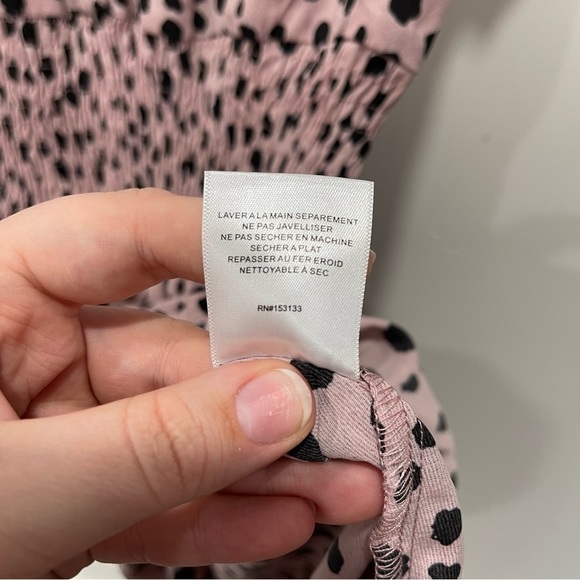 LAVER A LA MAIN SEPAREMENT
NE PAS JAVELLISER
NE PAS SECHER EN MACHINE
SECHER A PLAT
REPASSER AU FER EROID
NETTOYABLE À SEC
RN#153133